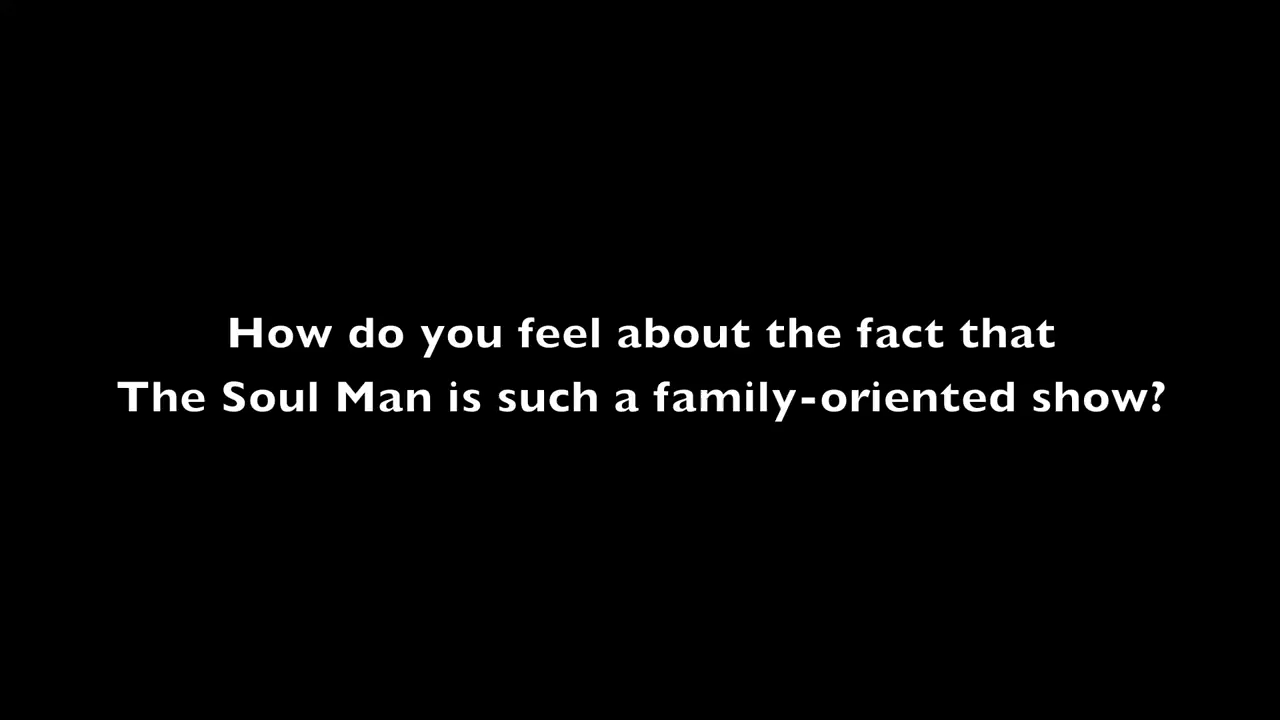 How do you feel about the fact that
The Soul Man is such a family-oriented show?